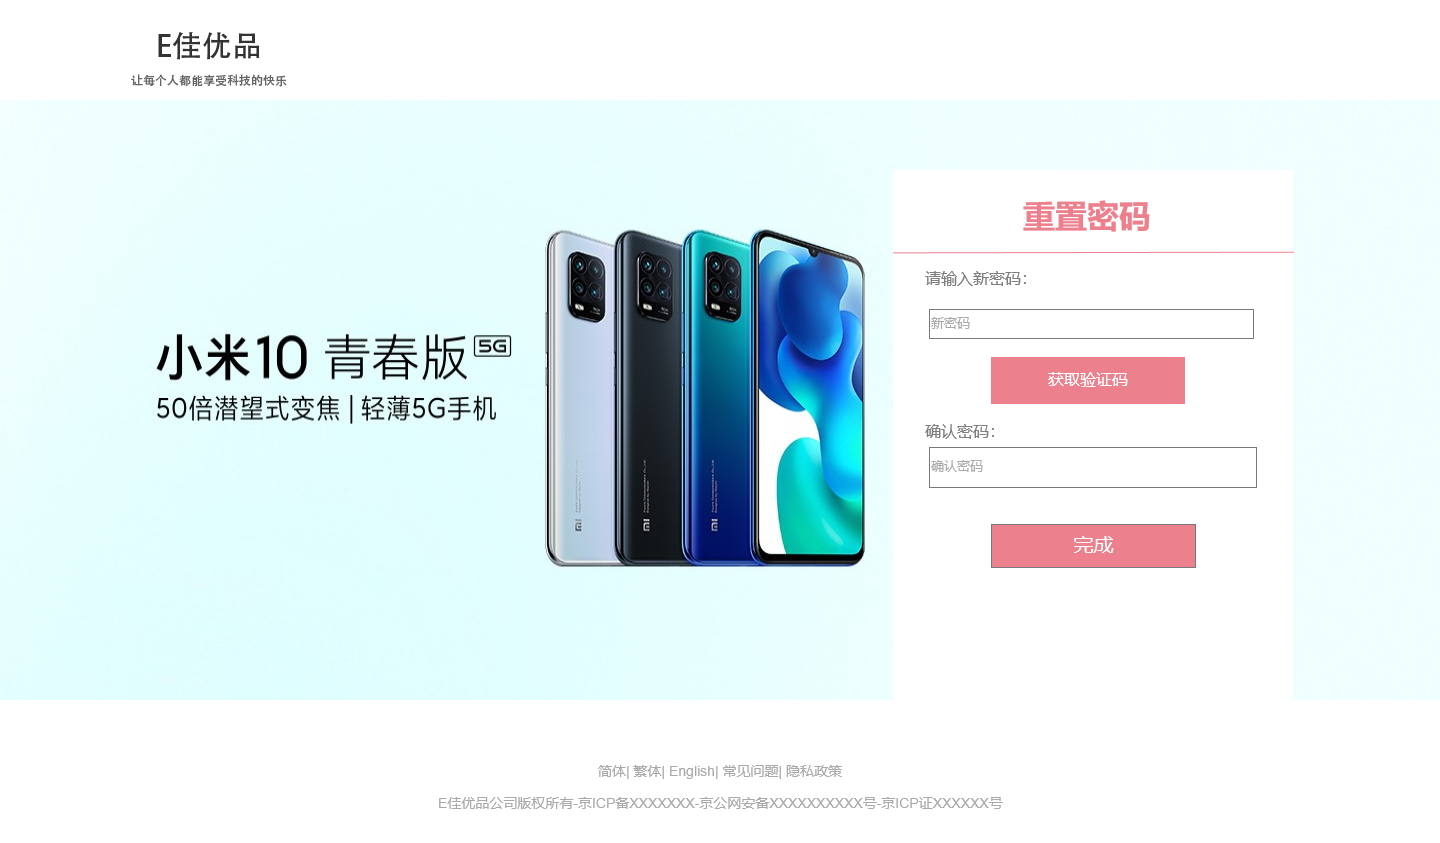 E佳优品
让每个人都能享受科技的快乐
重置密码
请输入新密码：
新密码
获取验证码
小米10 青春版 5G
50倍潜望式变焦 | 轻薄5G手机
确认密码：
确认密码
完成
简体| 繁体| English| 常见问题| 隐私政策
E佳优品公司版权所有-京ICP备XXXXXXX-京公网安备XXXXXXXXXX号-京ICP证XXXXXX号